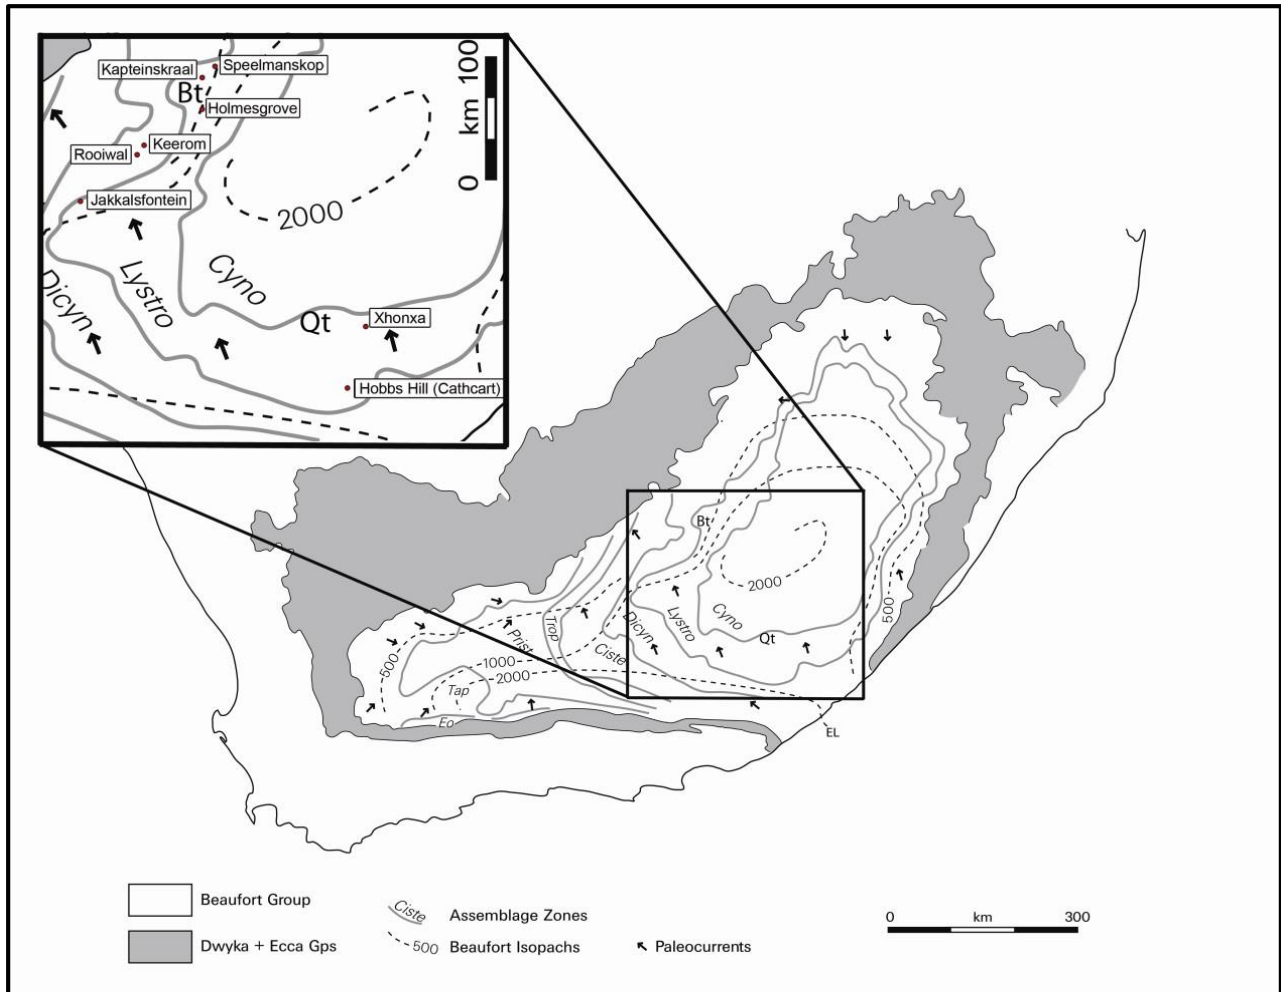 Kapteinskraal
Speelmanskop
Bt
Holmesgrove
Keerom
Rooiwal
Jakkalsfontein
km
0
100
2000
Dicyn
Lystro
Cyno
Qt
Xhonxa
Hobbs Hill (Cathcart)
Bt
2000
500
Dicyn
Lystro
Cyno
Qt
500
Prist
Trop
Ciste
1000
2000
Tap
Eo
EL
Beaufort Group
Dwyka + Ecca Gps
Ciste
Assemblage Zones
500
Beaufort Isopachs
Paleocurrents
0 km 300